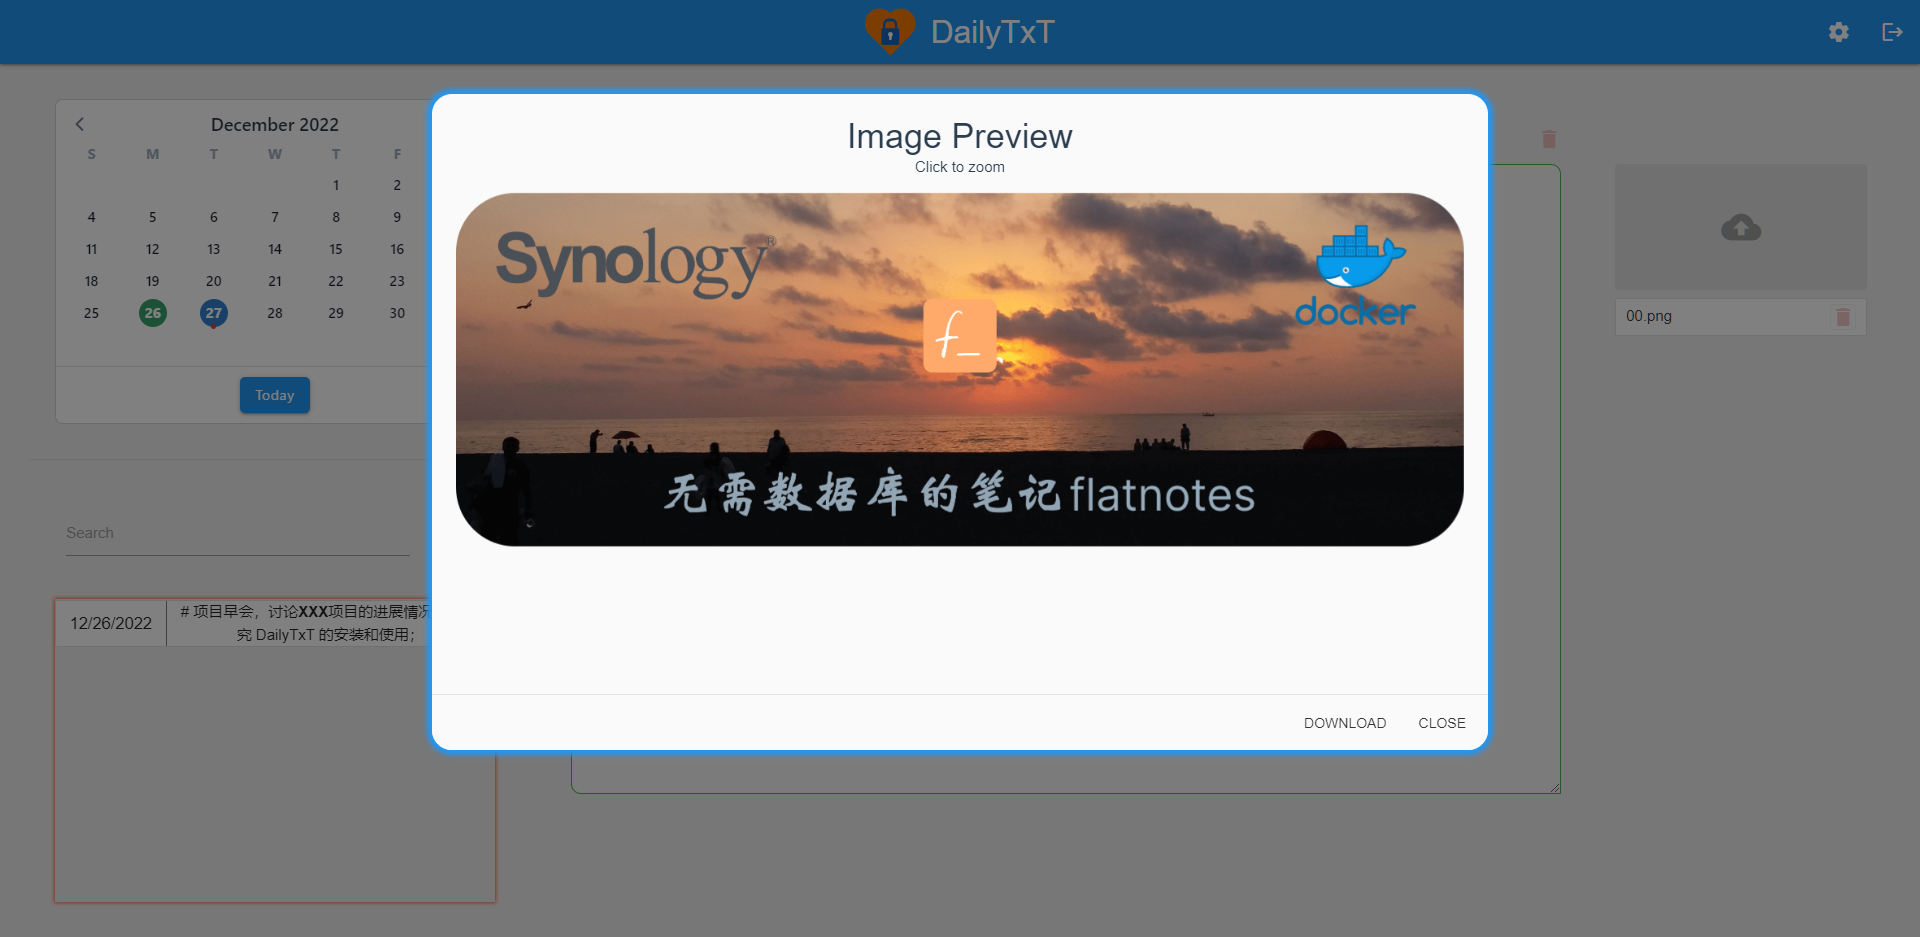 DailyTxT
December 2022
S M T W T F
1 2
4 5 6 7 8 9
11 12 13 14 15 16
18 19 20 21 22 23
25 26 27 28 29 30
Today
Search
12/26/2022
# 项目早会，讨论XXX项目的进展情况
究 DailyTxT 的安装和使用；
Image Preview
Click to zoom
Synology®
docker
f_
无需数据库的笔记flatnotes
DOWNLOAD CLOSE
00.png